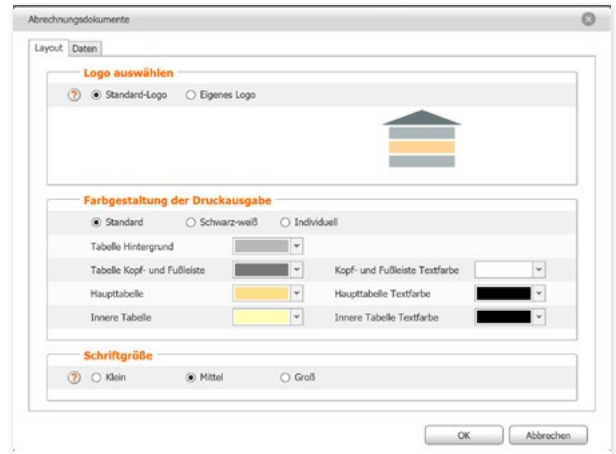 Abrechnungsdokumente
Layout Daten
Logo auswählen
? Standard-Logo Eigenes Logo
Farbgestaltung der Druckausgabe
Standard Schwarz-weiß Individuell
Tabelle Hintergrund
Tabelle Kopf- und Fußleiste Kopf- und Fußleiste Textfarbe
Haupttabelle Haupttabelle Textfarbe
Innere Tabelle Innere Tabelle Textfarbe
Schriftgröße
? Klein Mittel Groß
OK Abbrechen